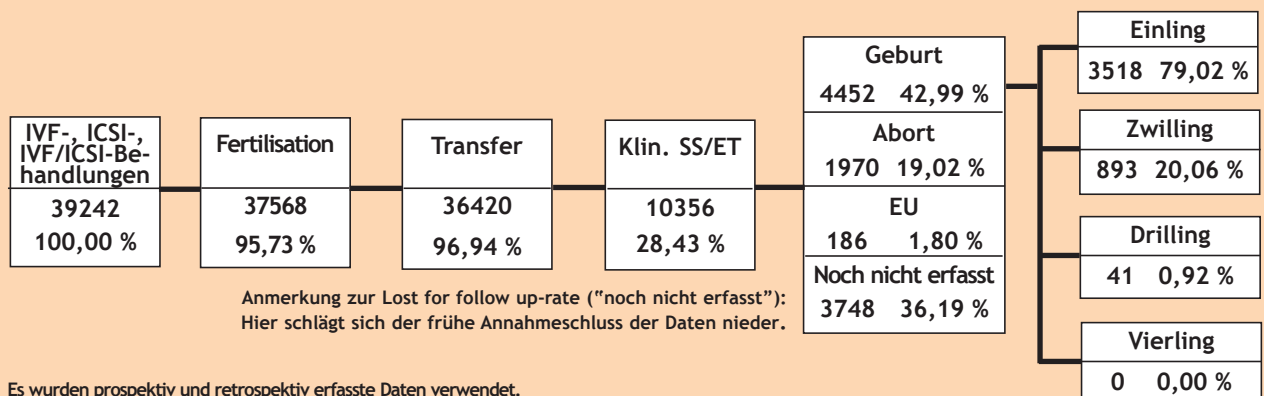 IVF-, ICSI-,
IVF/ICSI-Be-
handlungen
39242
100,00 %
Fertilisation
37568
95,73 %
Transfer
36420
96,94 %
Klin. SS/ET
10356
28,43 %
Geburt
4452 42,99 %
Abort
1970 19,02 %
EU
186 1,80 %
Noch nicht erfasst
3748 36,19 %
Einling
3518 79,02 %
Zwilling
893 20,06 %
Drilling
41 0,92 %
Vierling
0 0,00 %
Anmerkung zur Lost for follow up-rate ("noch nicht erfasst"):
Hier schlägt sich der frühe Annahmeschluss der Daten nieder.
Es wurden prospektiv und retrospektiv erfasste Daten verwendet.